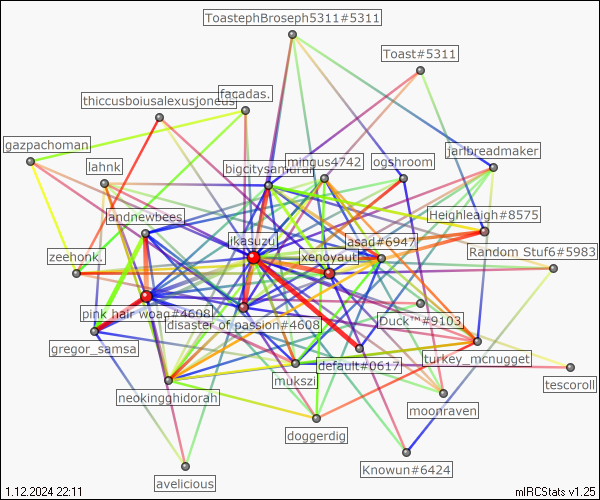 ToastephBroseph5311#5311
Toast#5311
thiccusboiusalexusjoneus
facadas.
gazpachoman
jarlbreadmaker
lahnk
bigcitysamurai
mingus4742
ogshroom
andnewbees
Heighleaigh#8575
ikasuzu
asad#6947
Random Stuf6#5983
zeehonk.
xenoyaut
pink hair woag#4698
disaster of passion#4608
Duck™#9103
gregor_samsa
default#0617
turkey_mcnugget
mukszi
tescoroll
neokingghidorah
moonraven
doggerdig
Knowun#6424
avelicious
1.12.2024 22:11
mIRCStats v1.25